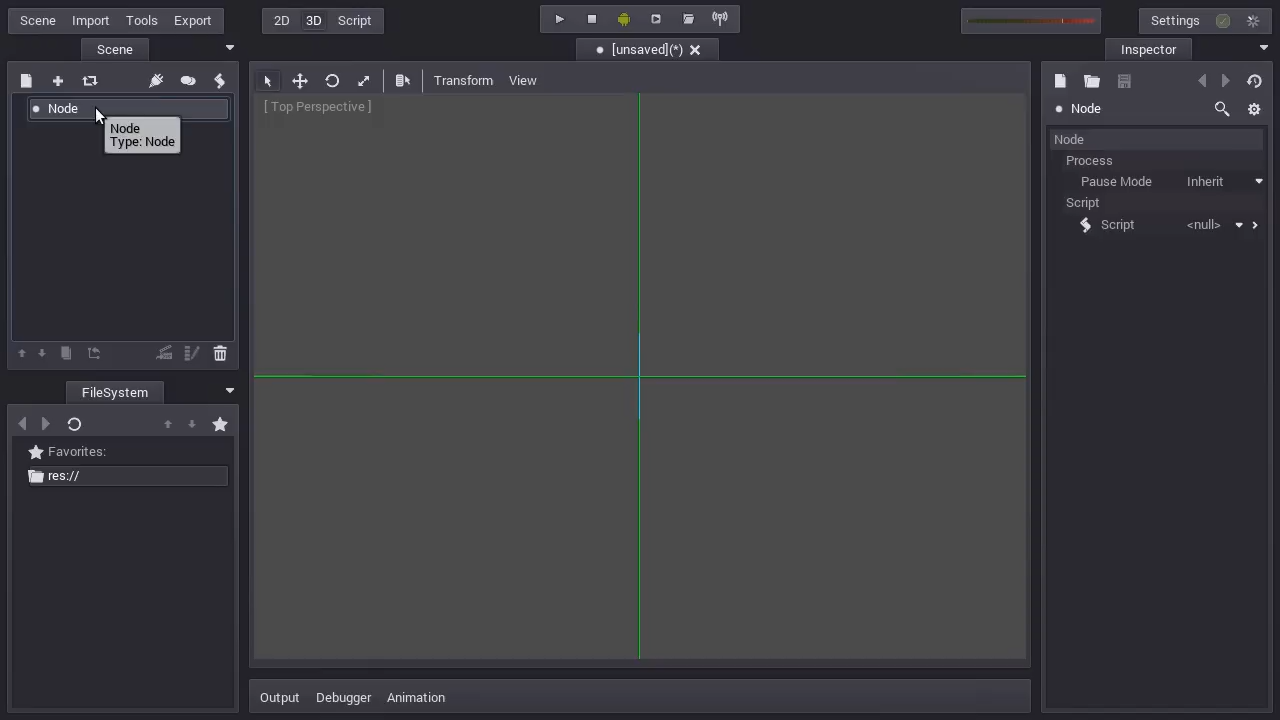 Scene Import Tools Export
2D 3D Script
Settings
Scene
[unsaved](*)
Inspector
Transform View
Node
Node
Type: Node
[ Top Perspective ]
Node
Node
Process
Pause Mode Inherit
Script
Script <null>
FileSystem
Favorites:
res://
Output Debugger Animation